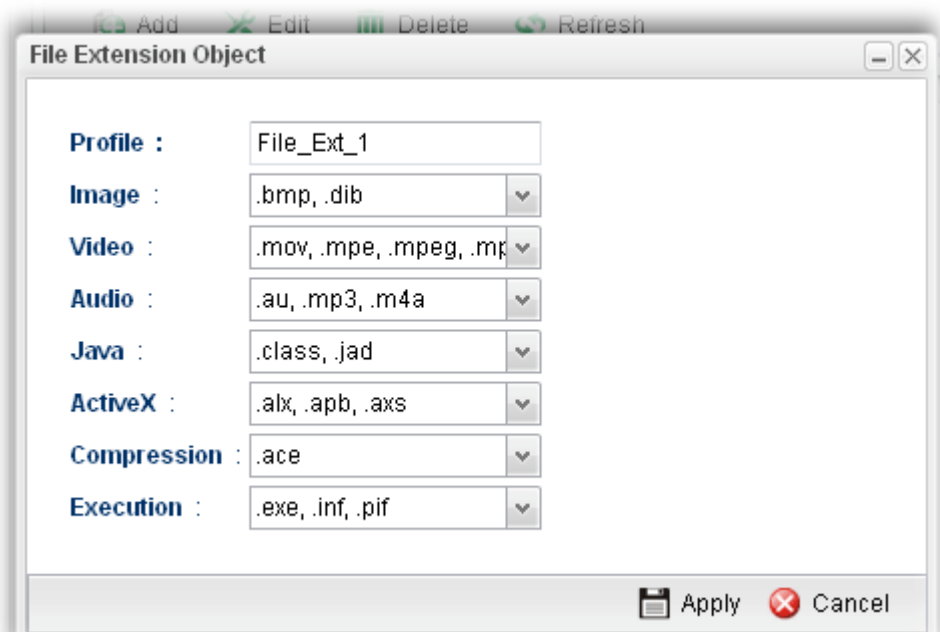 Add Edit Delete Refresh
File Extension Object
Profile : File_Ext_1
Image : .bmp, .dib
Video : .mov, .mpe, .mpeg, .mp
Audio : .au, .mp3, .m4a
Java : .class, .jad
ActiveX : .alx, .apb, .axs
Compression : .ace
Execution : .exe, .inf, .pif
Apply Cancel